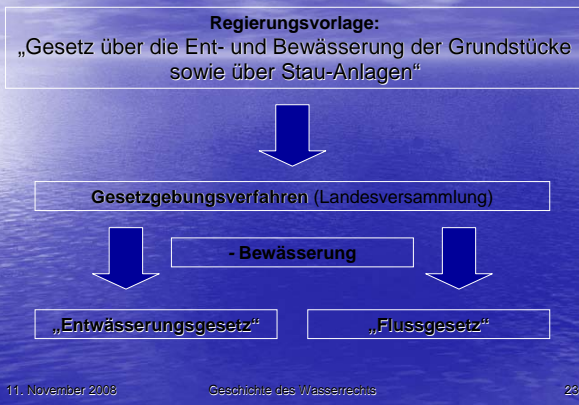 Regierungsvorlage:
„Gesetz über die Ent- und Bewässerung der Grundstücke
sowie über Stau-Anlagen“
Gesetzgebungsverfahren (Landesversammlung)
- Bewässerung
„Entwässerungsgesetz“
„Flussgesetz“
11. November 2008
Geschichte des Wasserrechts
23